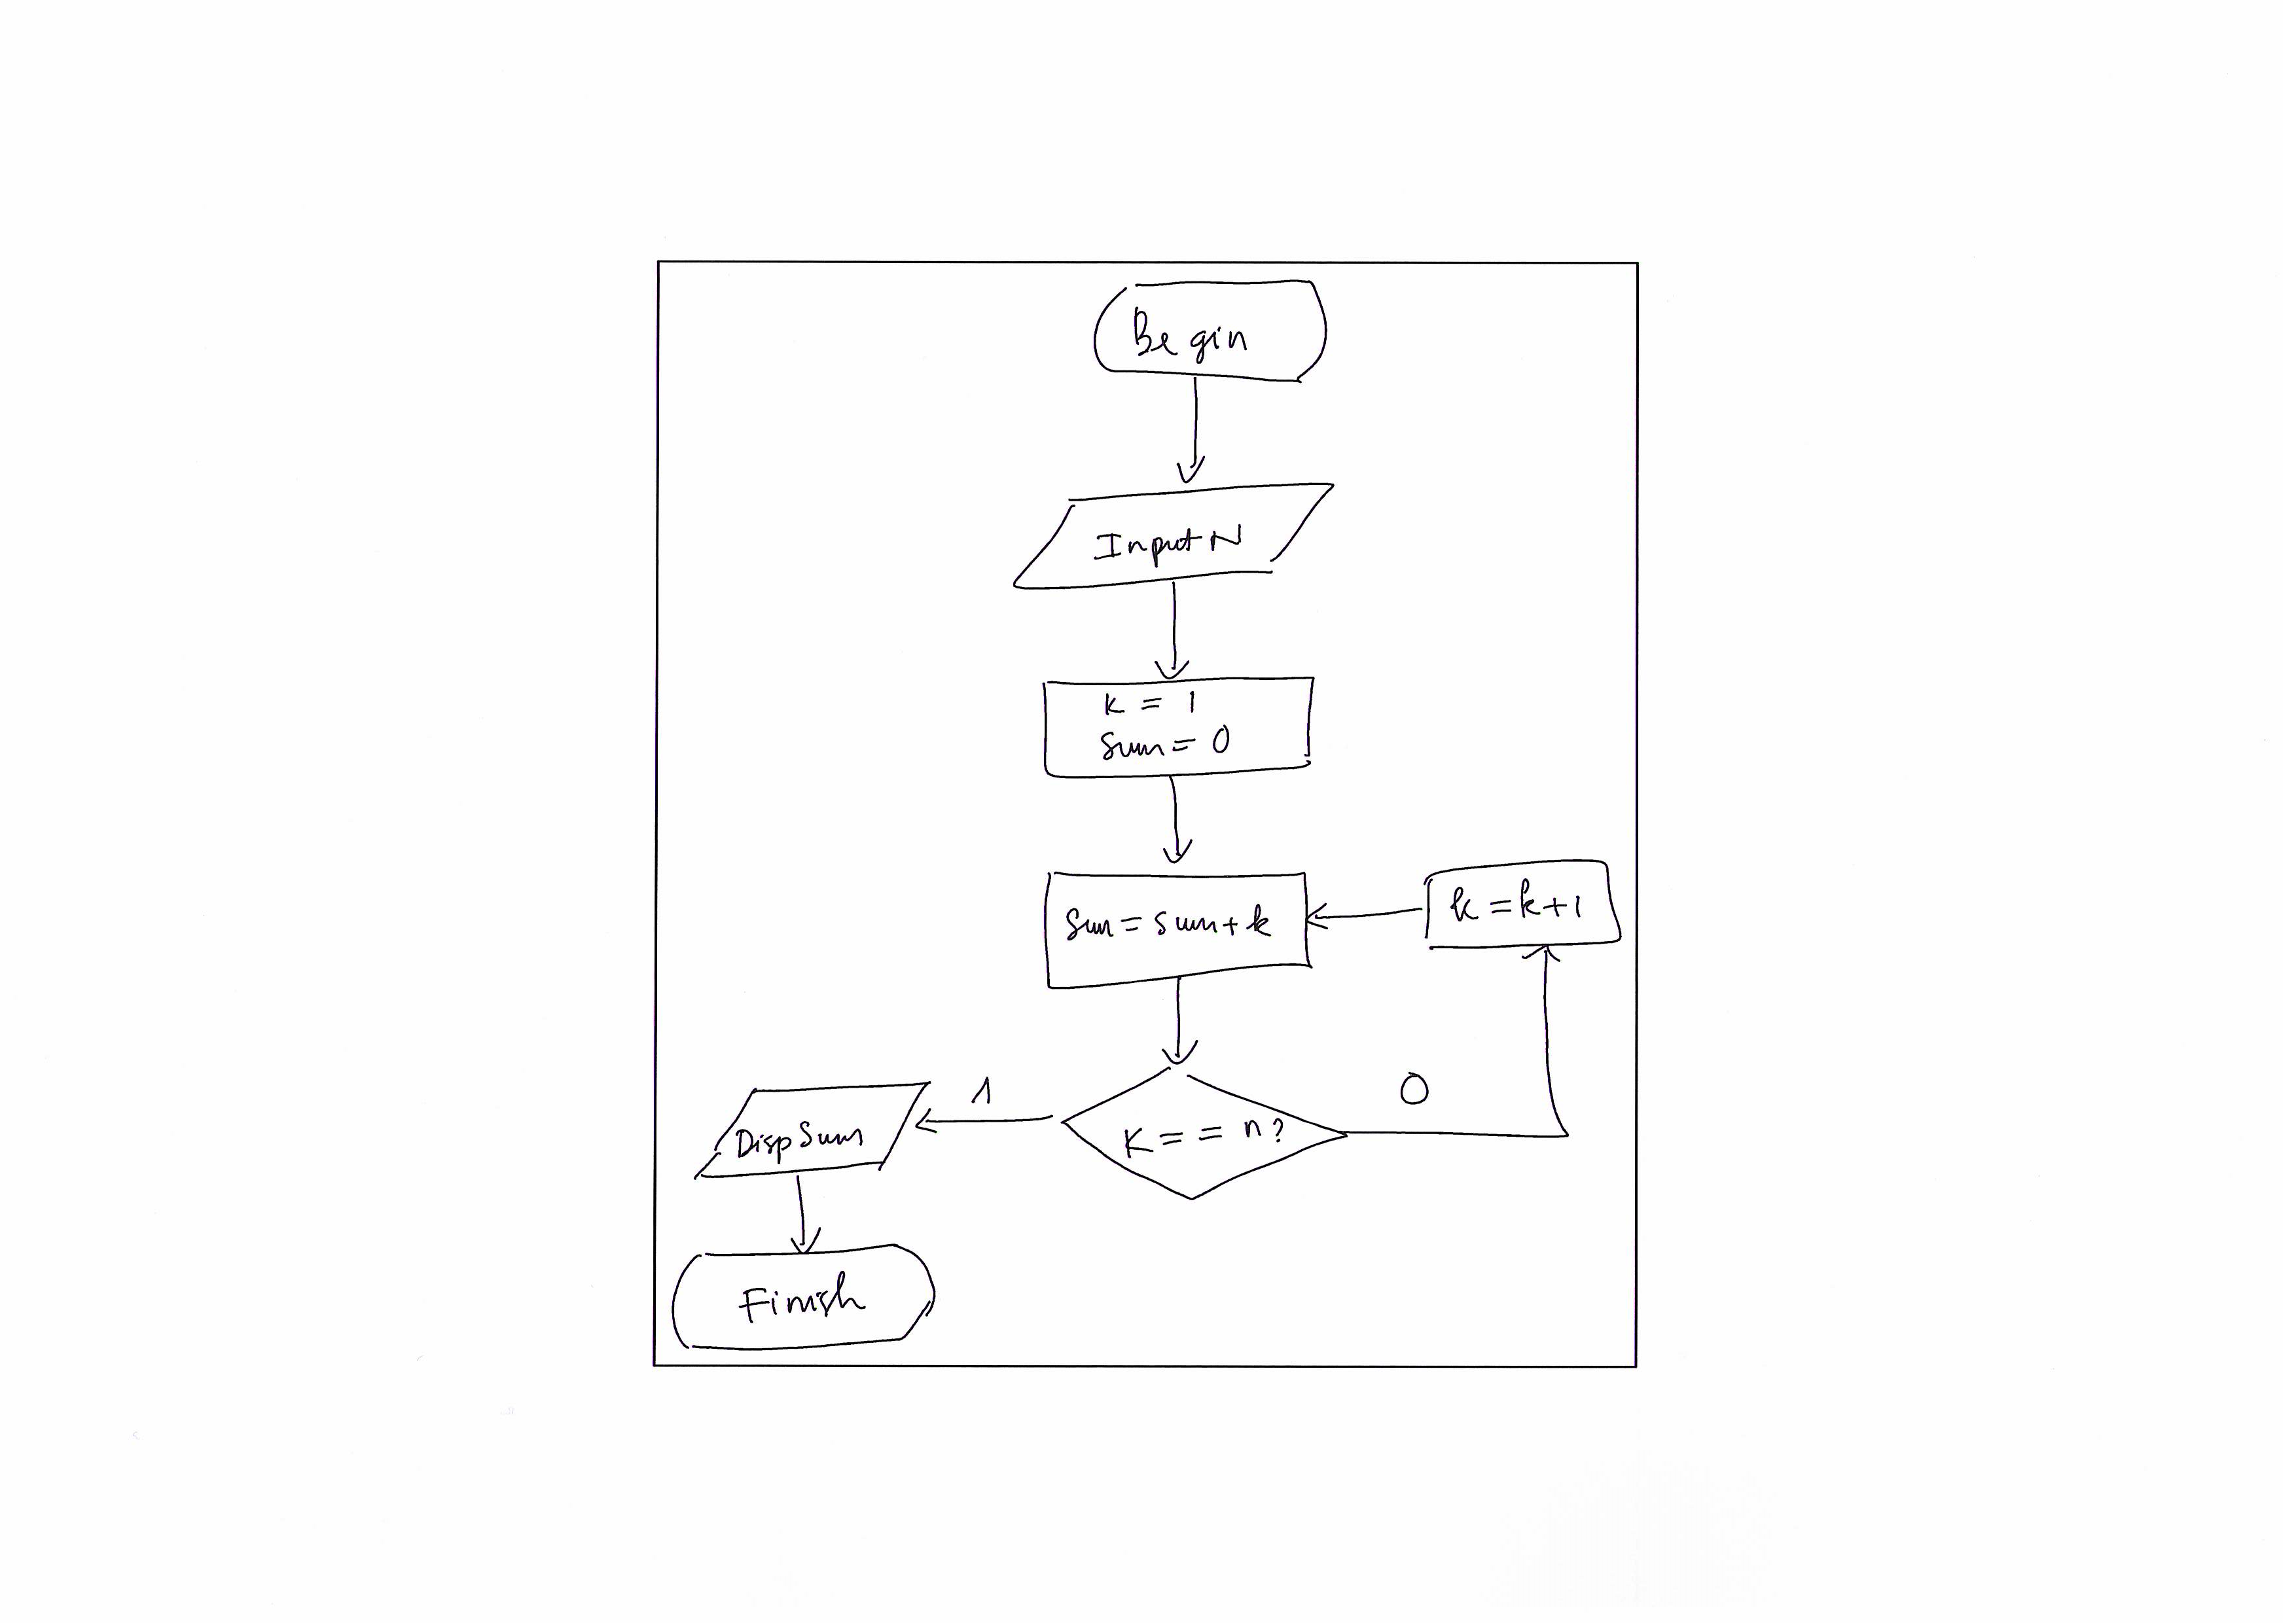 Begin
Input N
k = 1
sum = 0
sum = sum + k
k = k + 1
K = = n?
1
0
Disp Sum
Finish